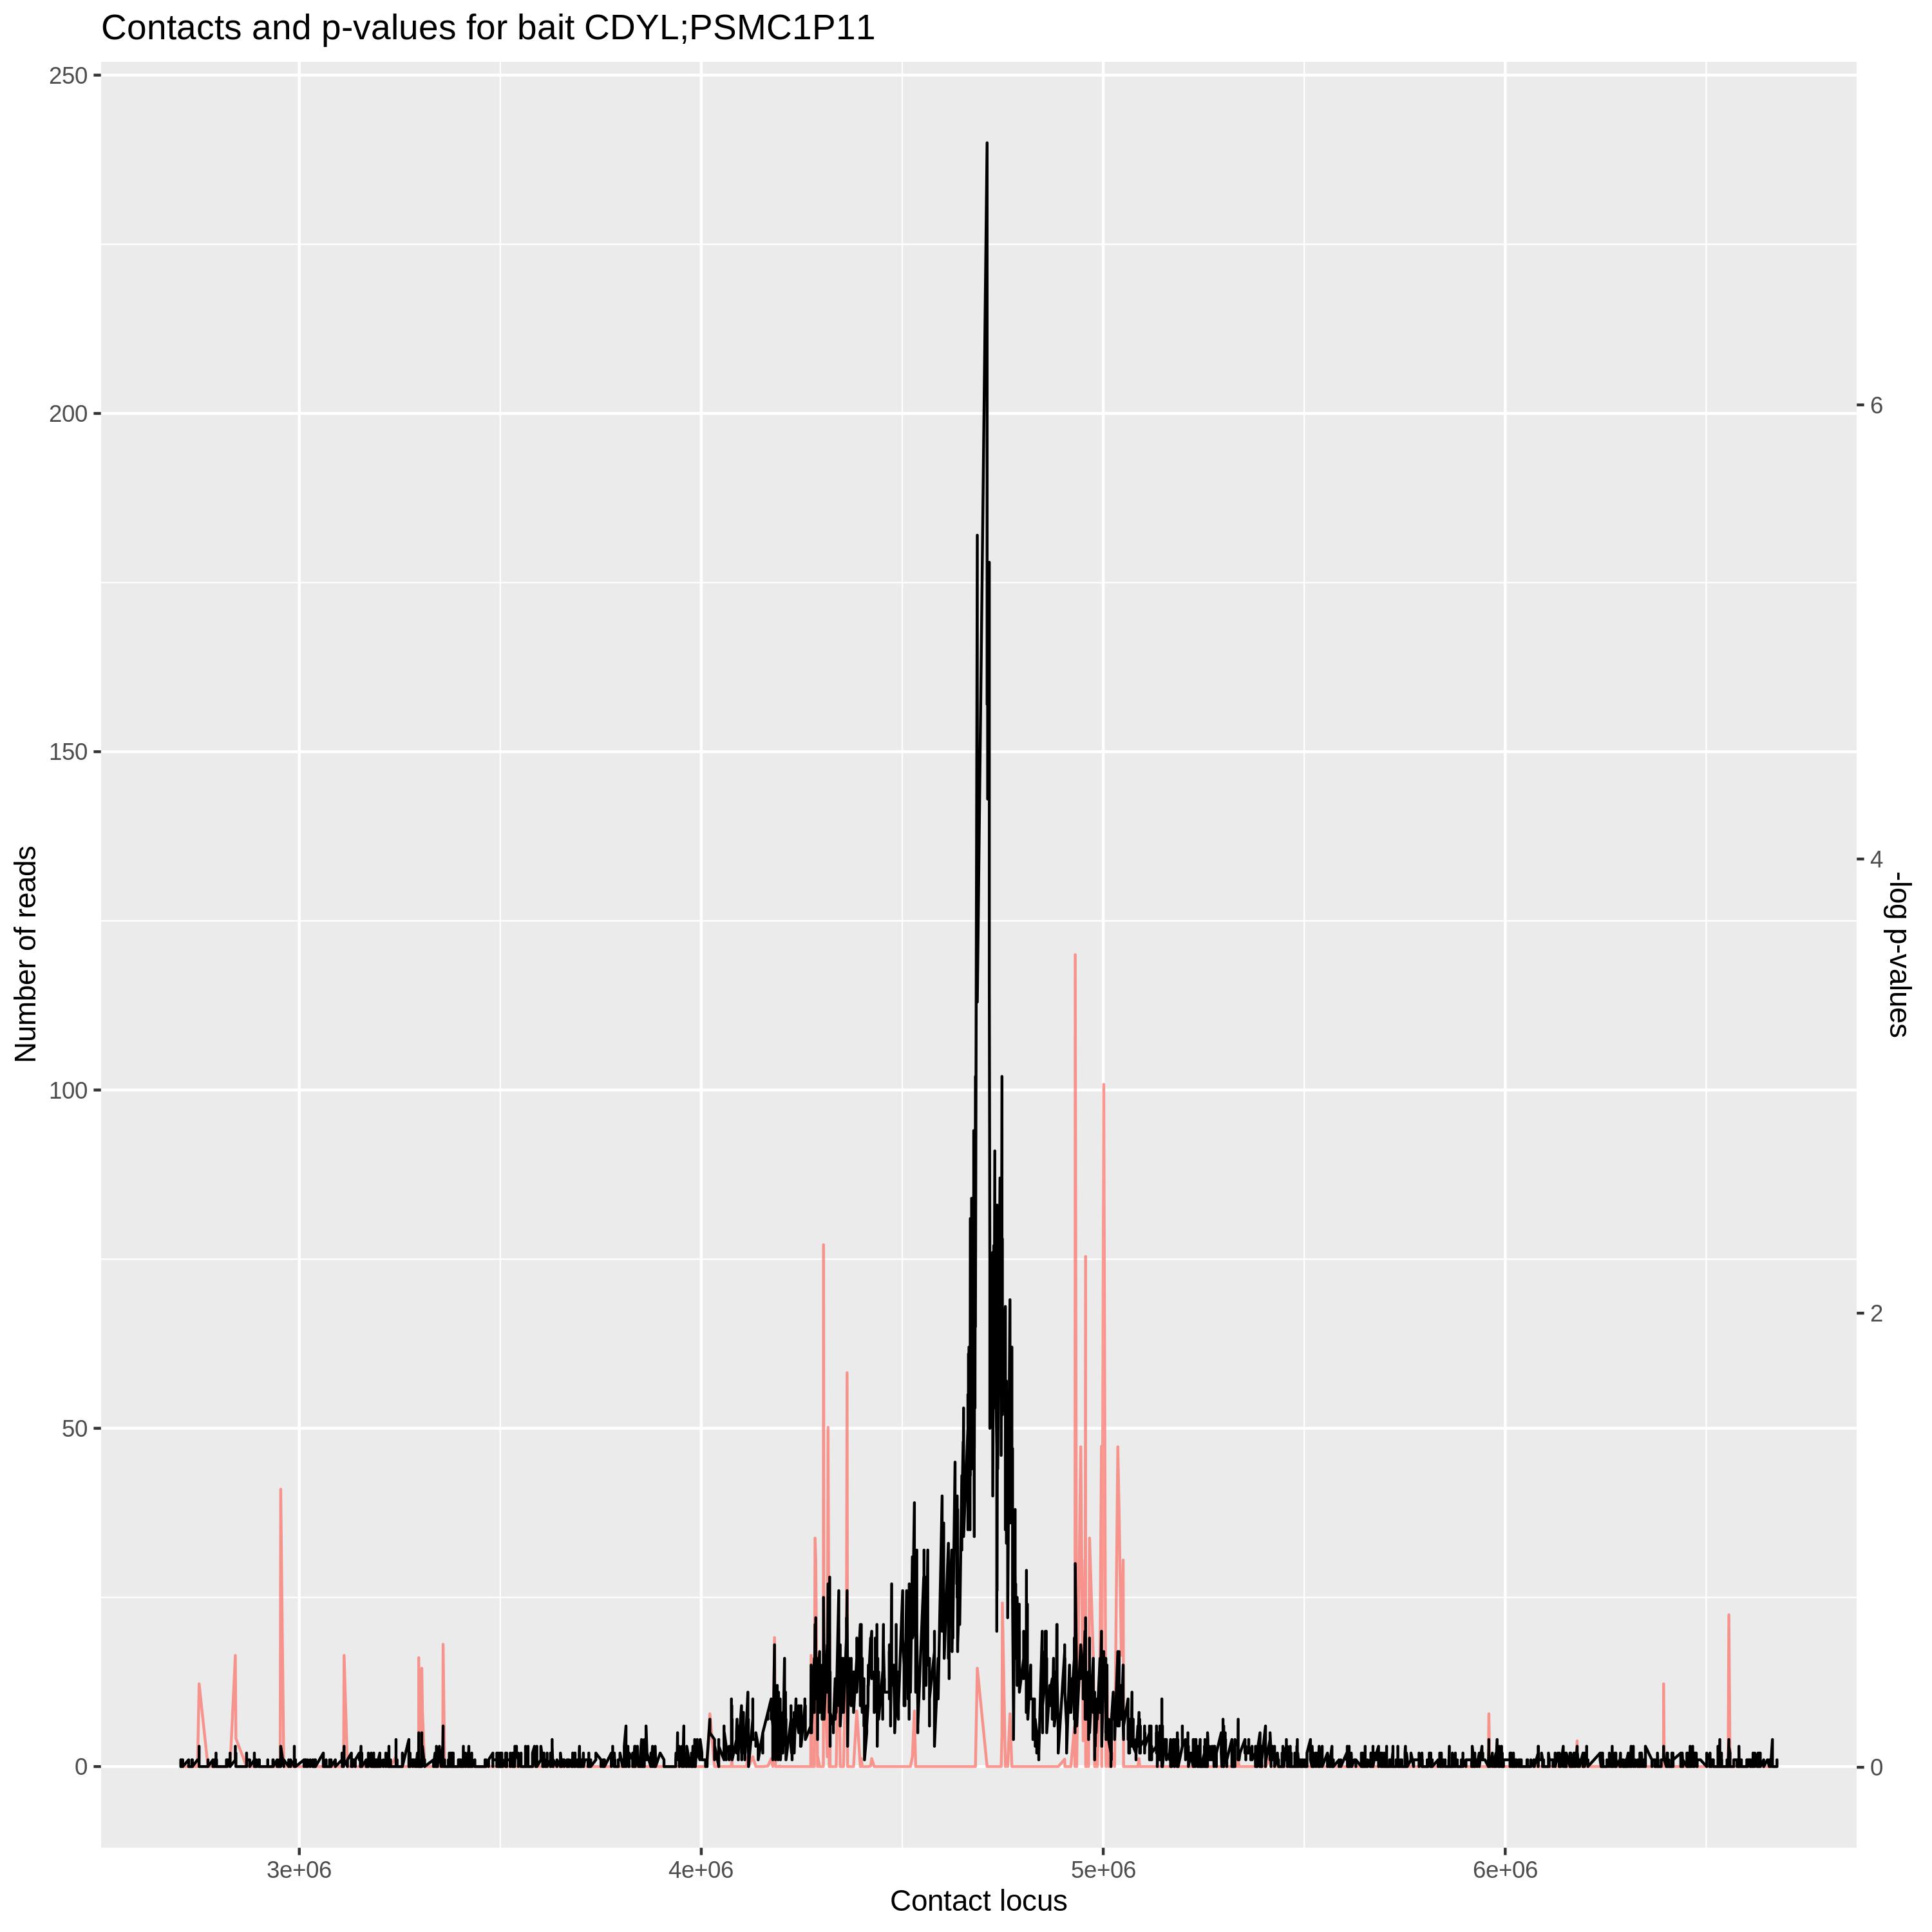 Contacts and p-values for bait CDYL;PSMC1P11
250
200
150
100
50
0
Number of reads
6
4
2
0
-log p-values
3e+06 4e+06 5e+06 6e+06
Contact locus